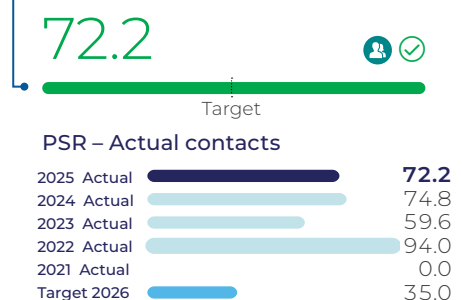 72.2
Target
PSR – Actual contacts
2025 Actual 72.2
2024 Actual 74.8
2023 Actual 59.6
2022 Actual 94.0
2021 Actual 0.0
Target 2026 35.0